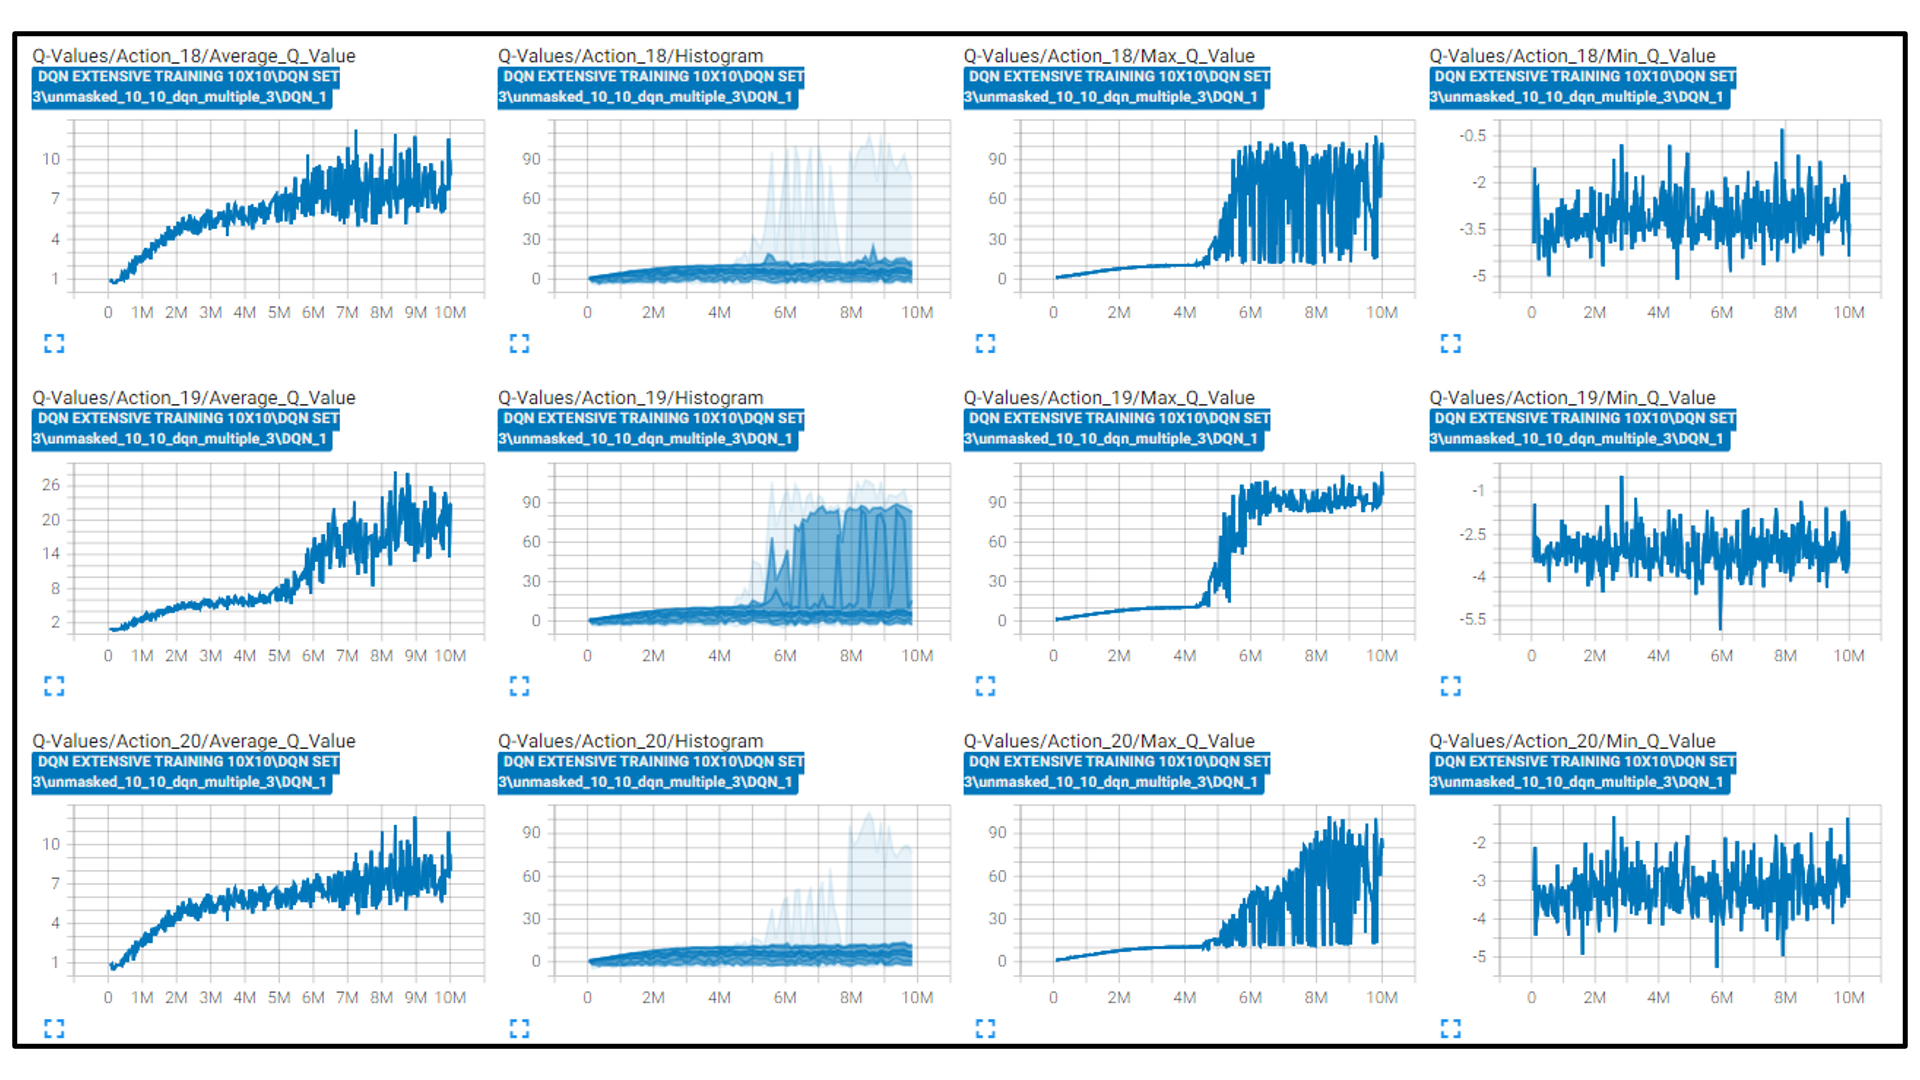 Q-Values/Action_18/Average_Q_Value
DQN EXTENSIVE TRAINING 10X10\DQN SET
3\unmasked_10_10_dqn_multiple_3\DQN_1
10
7
4
1
0 1M 2M 3M 4M 5M 6M 7M 8M 9M 10M
Q-Values/Action_18/Histogram
DQN EXTENSIVE TRAINING 10X10\DQN SET
3\unmasked_10_10_dqn_multiple_3\DQN_1
90
60
30
0
0 2M 4M 6M 8M 10M
Q-Values/Action_18/Max_Q_Value
DQN EXTENSIVE TRAINING 10X10\DQN SET
3\unmasked_10_10_dqn_multiple_3\DQN_1
90
60
30
0
0 2M 4M 6M 8M 10M
Q-Values/Action_18/Min_Q_Value
DQN EXTENSIVE TRAINING 10X10\DQN SET
3\unmasked_10_10_dqn_multiple_3\DQN_1
-0.5
-2
-3.5
-5
0 2M 4M 6M 8M 10M
Q-Values/Action_19/Average_Q_Value
DQN EXTENSIVE TRAINING 10X10\DQN SET
3\unmasked_10_10_dqn_multiple_3\DQN_1
26
20
14
8
2
0 1M 2M 3M 4M 5M 6M 7M 8M 9M 10M
Q-Values/Action_19/Histogram
DQN EXTENSIVE TRAINING 10X10\DQN SET
3\unmasked_10_10_dqn_multiple_3\DQN_1
90
60
30
0
0 2M 4M 6M 8M 10M
Q-Values/Action_19/Max_Q_Value
DQN EXTENSIVE TRAINING 10X10\DQN SET
3\unmasked_10_10_dqn_multiple_3\DQN_1
90
60
30
0
0 2M 4M 6M 8M 10M
Q-Values/Action_19/Min_Q_Value
DQN EXTENSIVE TRAINING 10X10\DQN SET
3\unmasked_10_10_dqn_multiple_3\DQN_1
-1
-2.5
-4
-5.5
0 2M 4M 6M 8M 10M
Q-Values/Action_20/Average_Q_Value
DQN EXTENSIVE TRAINING 10X10\DQN SET
3\unmasked_10_10_dqn_multiple_3\DQN_1
10
7
4
1
0 1M 2M 3M 4M 5M 6M 7M 8M 9M 10M
Q-Values/Action_20/Histogram
DQN EXTENSIVE TRAINING 10X10\DQN SET
3\unmasked_10_10_dqn_multiple_3\DQN_1
90
60
30
0
0 2M 4M 6M 8M 10M
Q-Values/Action_20/Max_Q_Value
DQN EXTENSIVE TRAINING 10X10\DQN SET
3\unmasked_10_10_dqn_multiple_3\DQN_1
90
60
30
0
0 2M 4M 6M 8M 10M
Q-Values/Action_20/Min_Q_Value
DQN EXTENSIVE TRAINING 10X10\DQN SET
3\unmasked_10_10_dqn_multiple_3\DQN_1
-2
-3
-4
-5
0 2M 4M 6M 8M 10M